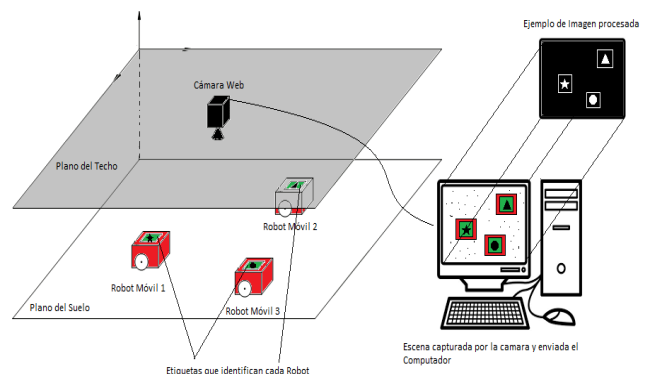 Ejemplo de Imagen procesada
Cámara Web
Plano del Techo
Robot Móvil 2
Robot Móvil 1
Robot Móvil 3
Plano del Suelo
Escena capturada por la camara y enviada el
Computador
Etiquetas que identifican cada Robot